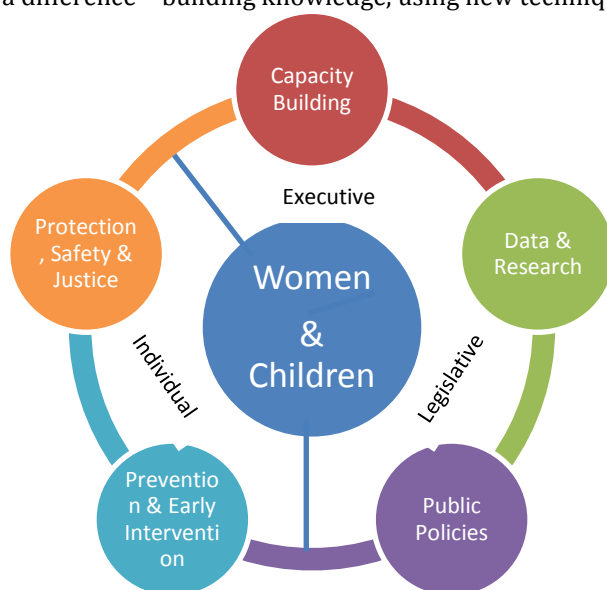 a difference – building knowledge, using new techniq
Capacity
Building
Executive
Protection
, Safety &
Justice
Data &
Research
Women
&
Children
Individual
Legislative
Preventio
n & Early
Interventi
on
Public
Policies